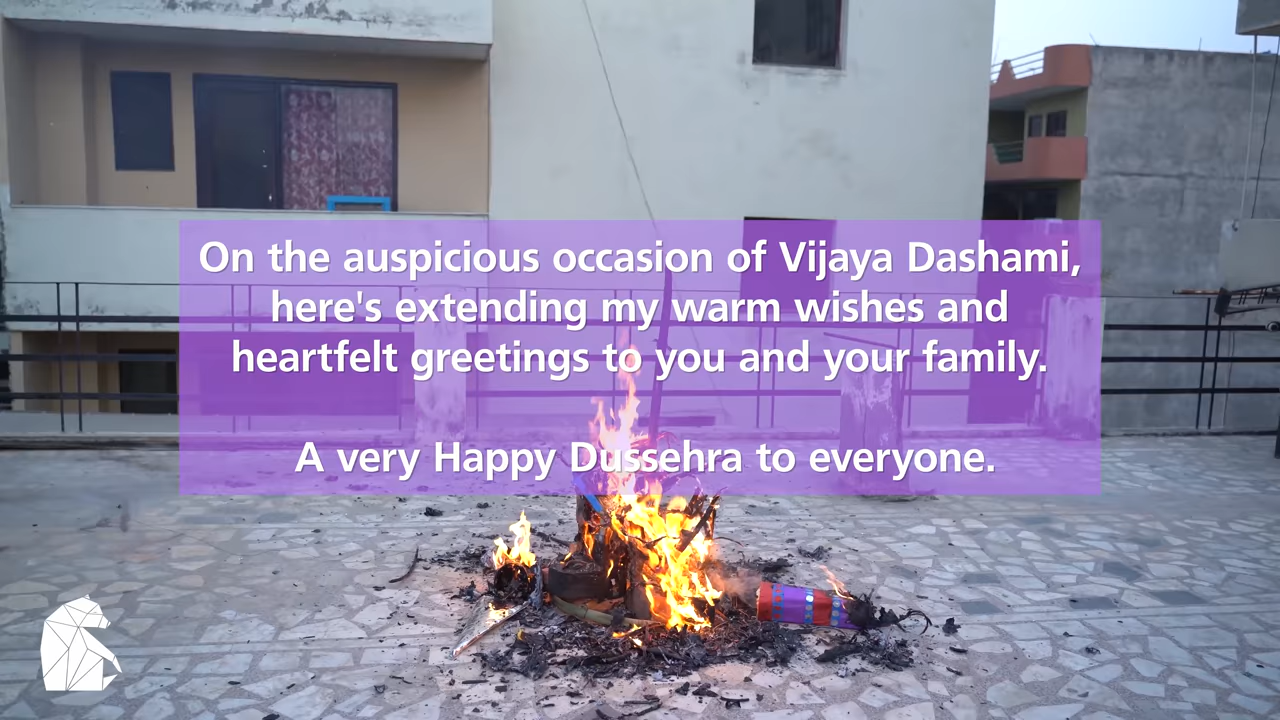 On the auspicious occasion of Vijaya Dashami,
here's extending my warm wishes and
heartfelt greetings to you and your family.
A very Happy Dussehra to everyone.